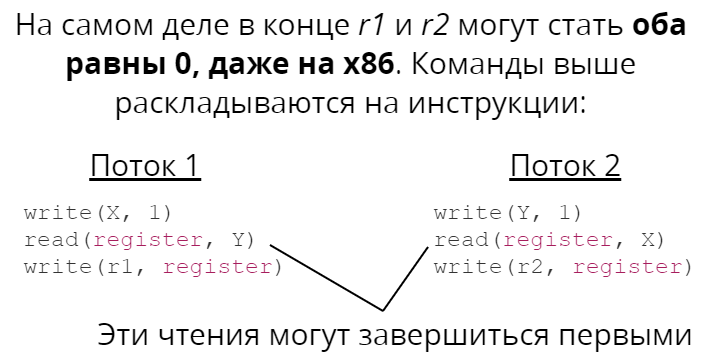 На самом деле в конце r1 и r2 могут стать оба
равны 0, даже на x86. Команды выше
раскладываются на инструкции:
Поток 1
write(X, 1)
read(register, Y)
write(r1, register)
Поток 2
write(Y, 1)
read(register, X)
write(r2, register)
Эти чтения могут завершиться первыми